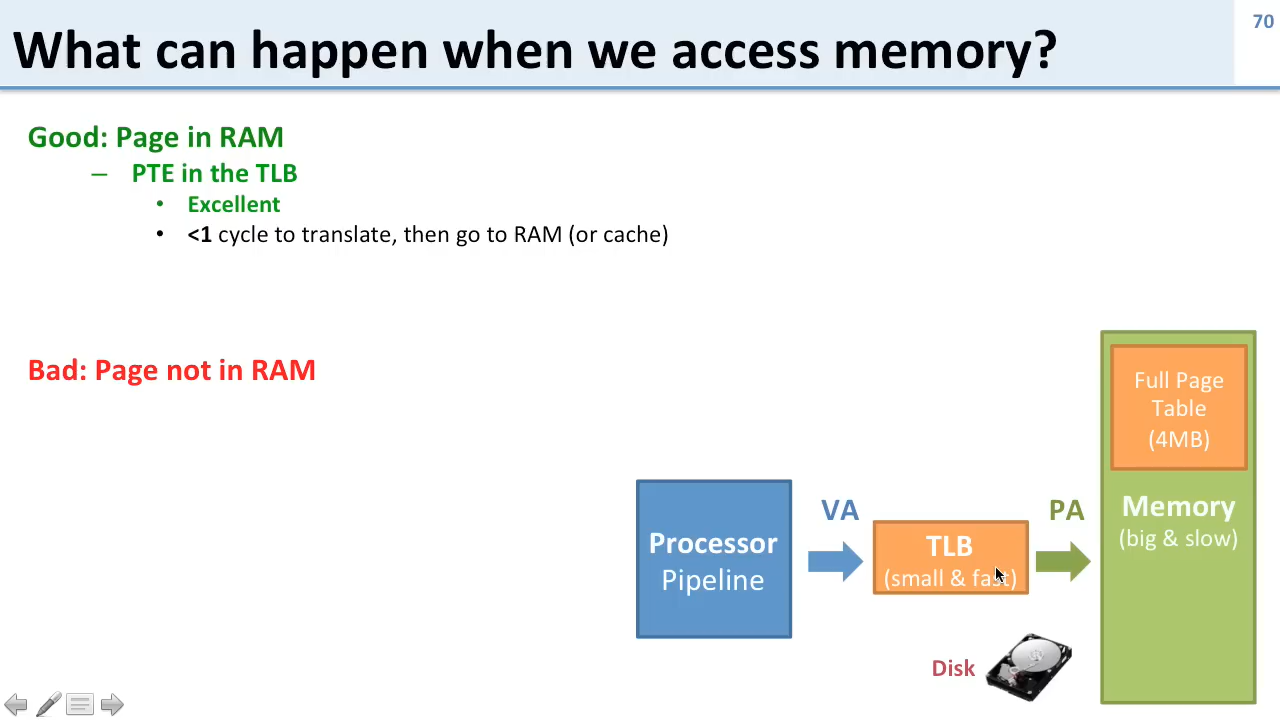 70
What can happen when we access memory?
Good: Page in RAM
– PTE in the TLB
• Excellent
• <1 cycle to translate, then go to RAM (or cache)
Bad: Page not in RAM
Full Page
Table
(4MB)
Memory
(big & slow)
VA
PA
Processor
Pipeline
TLB
(small & fast)
Disk